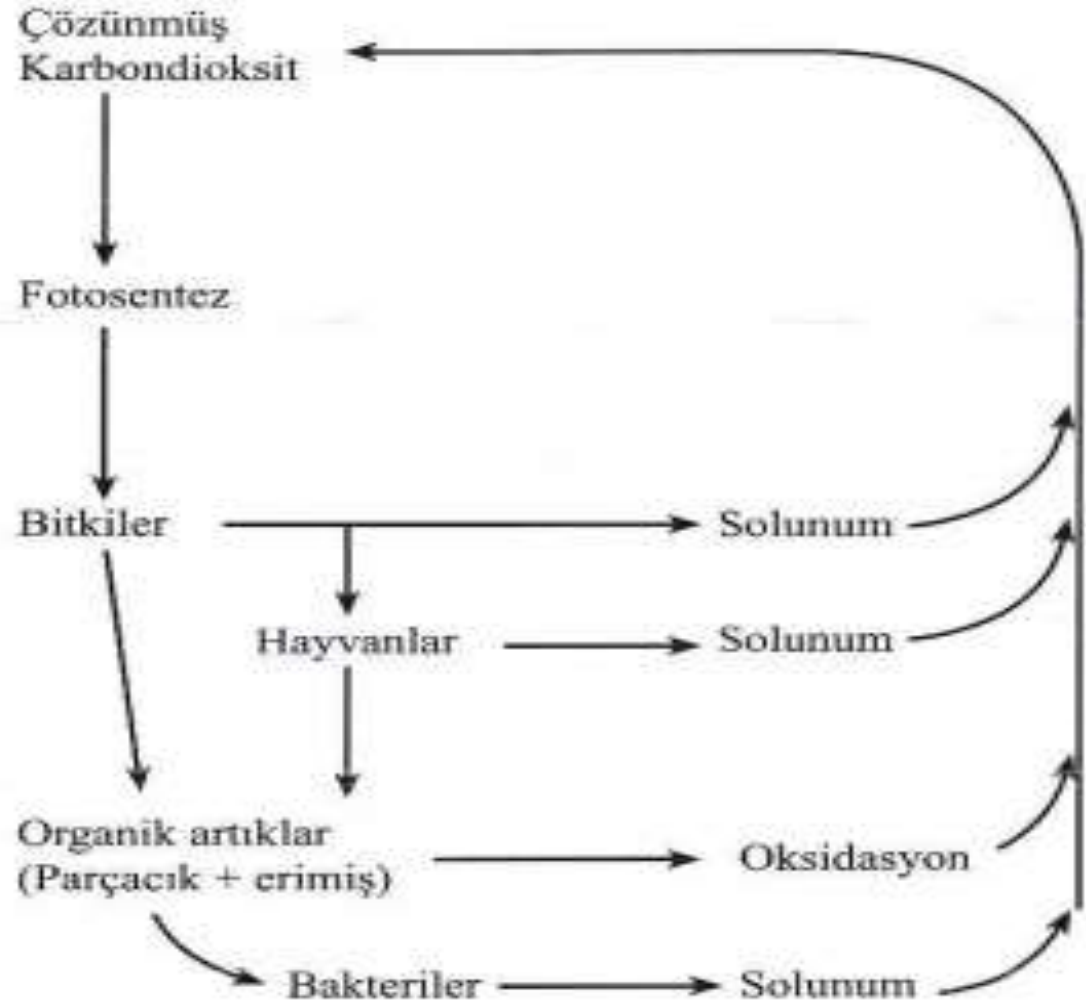 Çözünmüş
Karbondioksit
Fotosentez
Bitkiler
Solunum
Hayvanlar
Solunum
Organik artıklar
(Parçacık + erimiş)
Oksidasyon
Bakteriler
Solunum